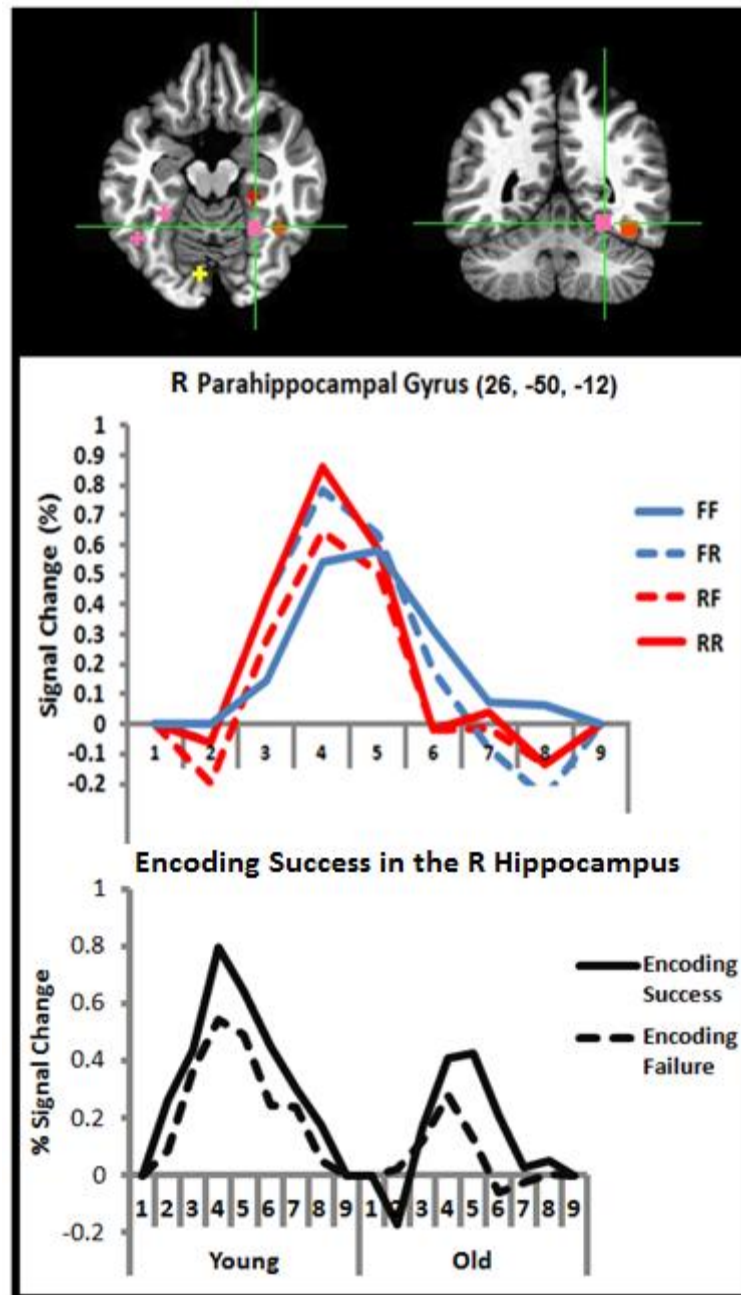 R Parahippocampal Gyrus (26, -50, -12)
Signal Change (%)
1
0.9
0.8
0.7
0.6
0.5
0.4
0.3
0.2
0.1
0
-0.1
-0.2
1 2 3 4 5 6 7 8 9
FF
FR
RF
RR
Encoding Success in the R Hippocampus
% Signal Change
1
0.8
0.6
0.4
0.2
0
-0.2
1 2 3 4 5 6 7 8 9 1 2 3 4 5 6 7 8 9
Young Old
Encoding
Success
Encoding
Failure